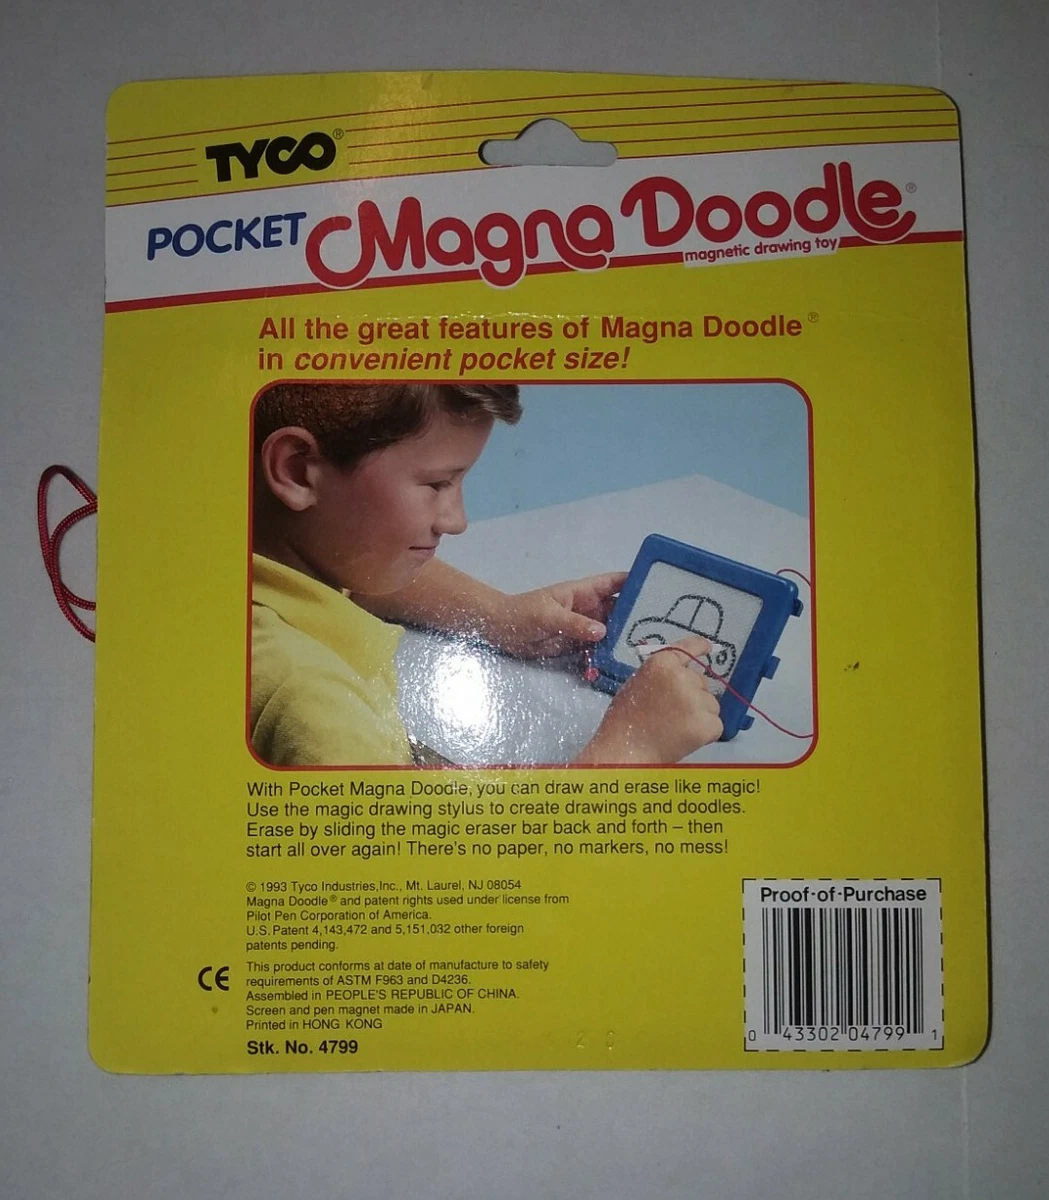 TYCO®
POCKET Magna Doodle®
magnetic drawing toy
All the great features of Magna Doodle®
in convenient pocket size!
With Pocket Magna Doodle, you can draw and erase like magic!
Use the magic drawing stylus to create drawings and doodles.
Erase by sliding the magic eraser bar back and forth – then
start all over again! There's no paper, no markers, no mess!
© 1993 Tyco Industries,Inc., Mt. Laurel, NJ 08054
Magna Doodle® and patent rights used under license from
Pilot Pen Corporation of America.
U.S. Patent 4,143,472 and 5,151,032 other foreign
patents pending.
CE
This product conforms at date of manufacture to safety
requirements of ASTM F963 and D4236.
Assembled in PEOPLE'S REPUBLIC OF CHINA.
Screen and pen magnet made in JAPAN.
Printed in HONG KONG
Stk. No. 4799
Proof-of-Purchase
0 43302 04799 1